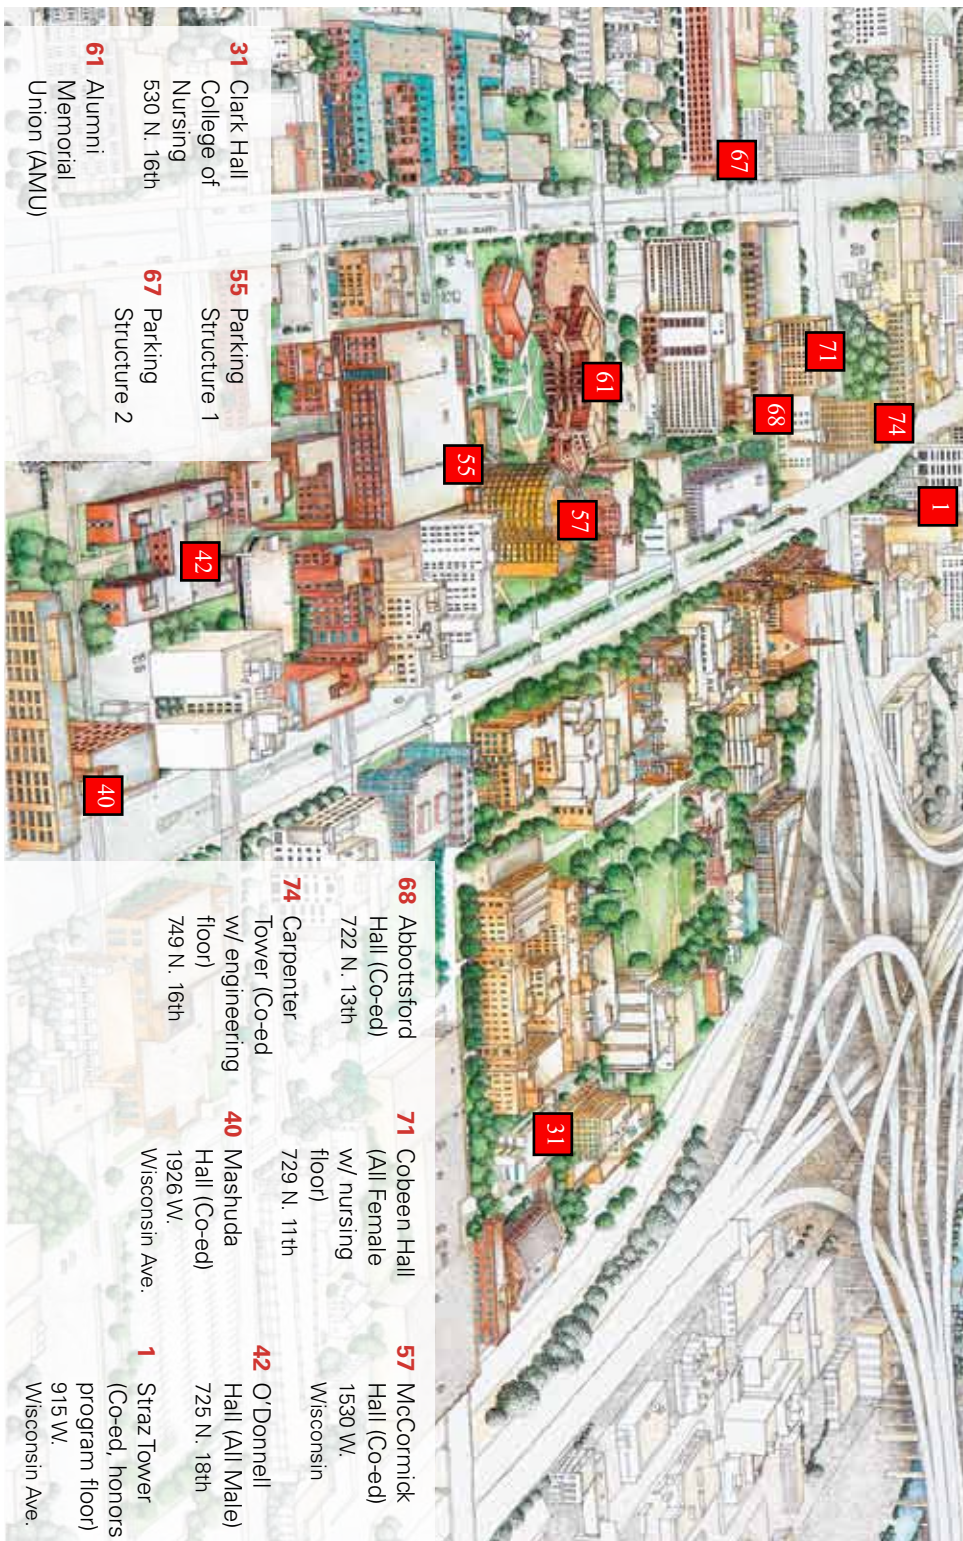 67
71
74
61
68
1
55
57
42
40
31
31 Clark Hall
College of
Nursing
530 N. 16th
61 Alumni
Memorial
Union (AMU)
55 Parking
Structure 1
67 Parking
Structure 2
68 Abbottsford
Hall (Co-ed)
722 N. 13th
74 Carpenter
Tower (Co-ed
w/ engineering
floor)
749 N. 16th
71 Cobeen Hall
(All Female
w/ nursing
floor)
729 N. 11th
40 Mashuda
Hall (Co-ed)
1926 W.
Wisconsin Ave.
57 McCormick
Hall (Co-ed)
1530 W.
Wisconsin
42 O'Donnell
Hall (All Male)
725 N. 18th
1 Straz Tower
(Co-ed, honors
program floor)
915 W.
Wisconsin Ave.